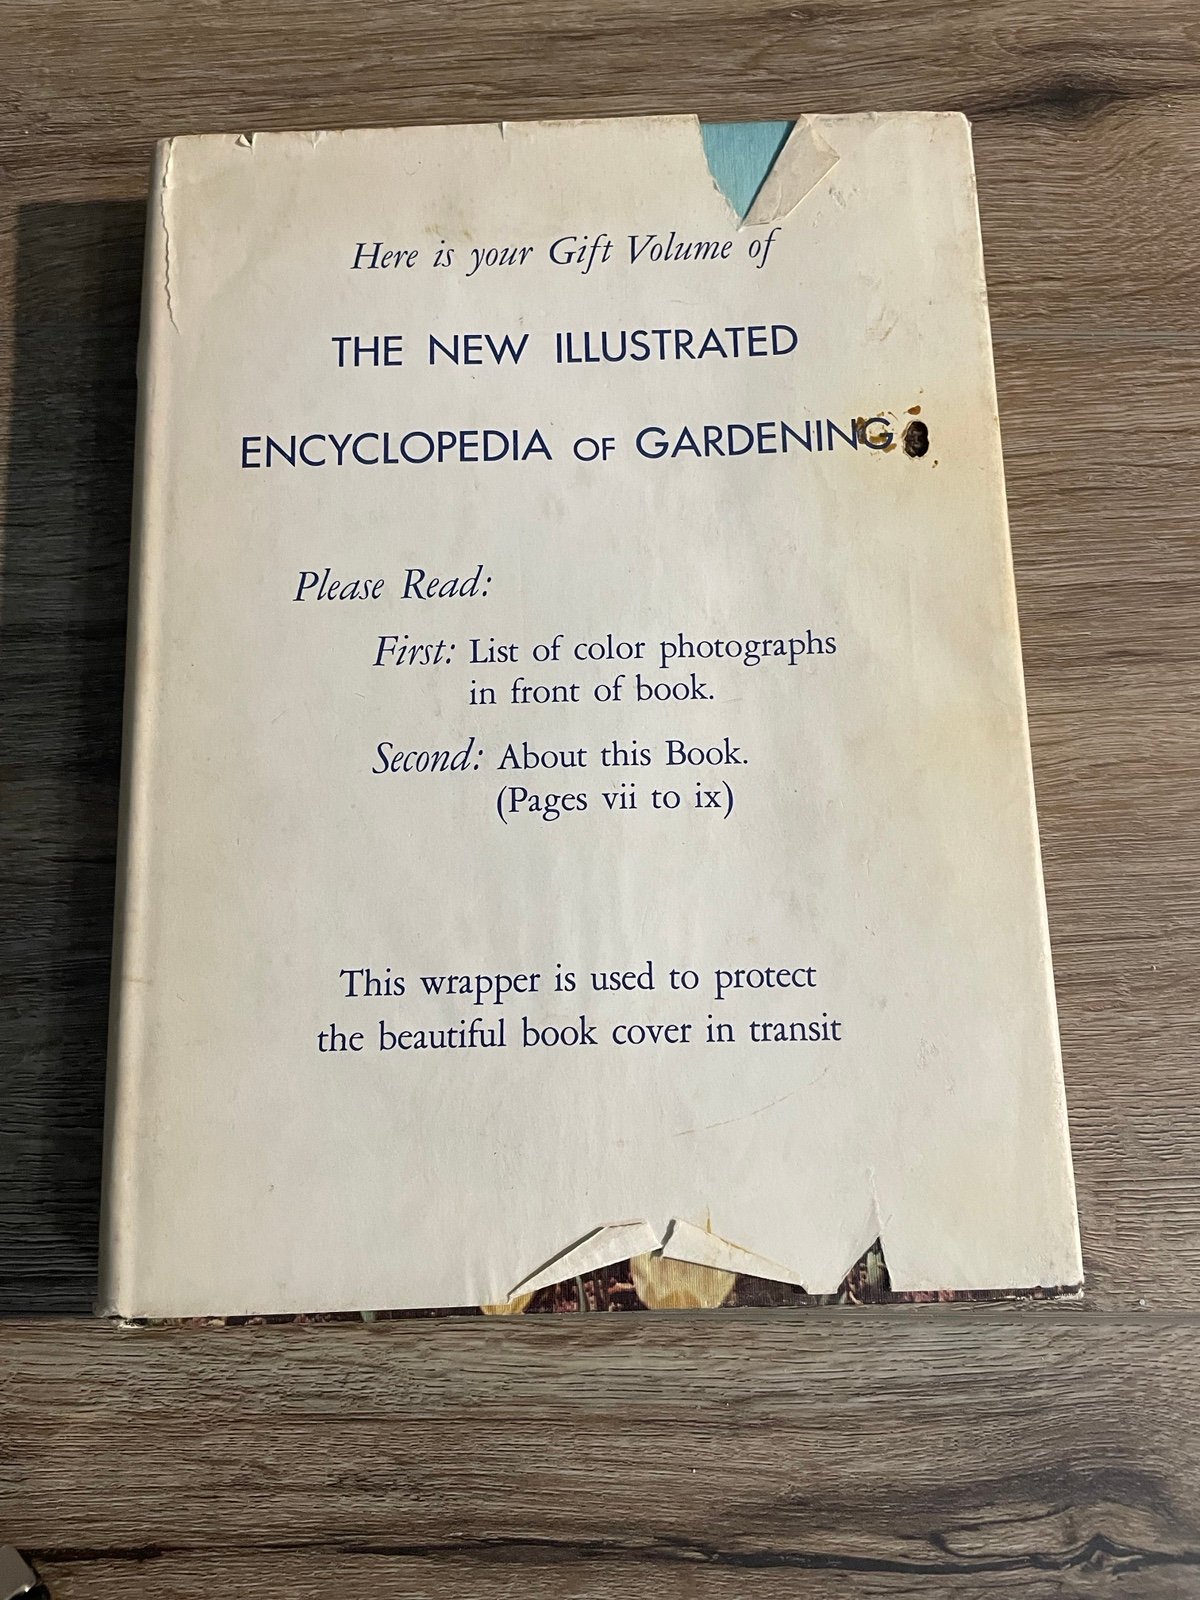 Here is your Gift Volume of
THE NEW ILLUSTRATED
ENCYCLOPEDIA OF GARDENING
Please Read:
First: List of color photographs
in front of book.
Second: About this Book.
(Pages vii to ix)
This wrapper is used to protect
the beautiful book cover in transit